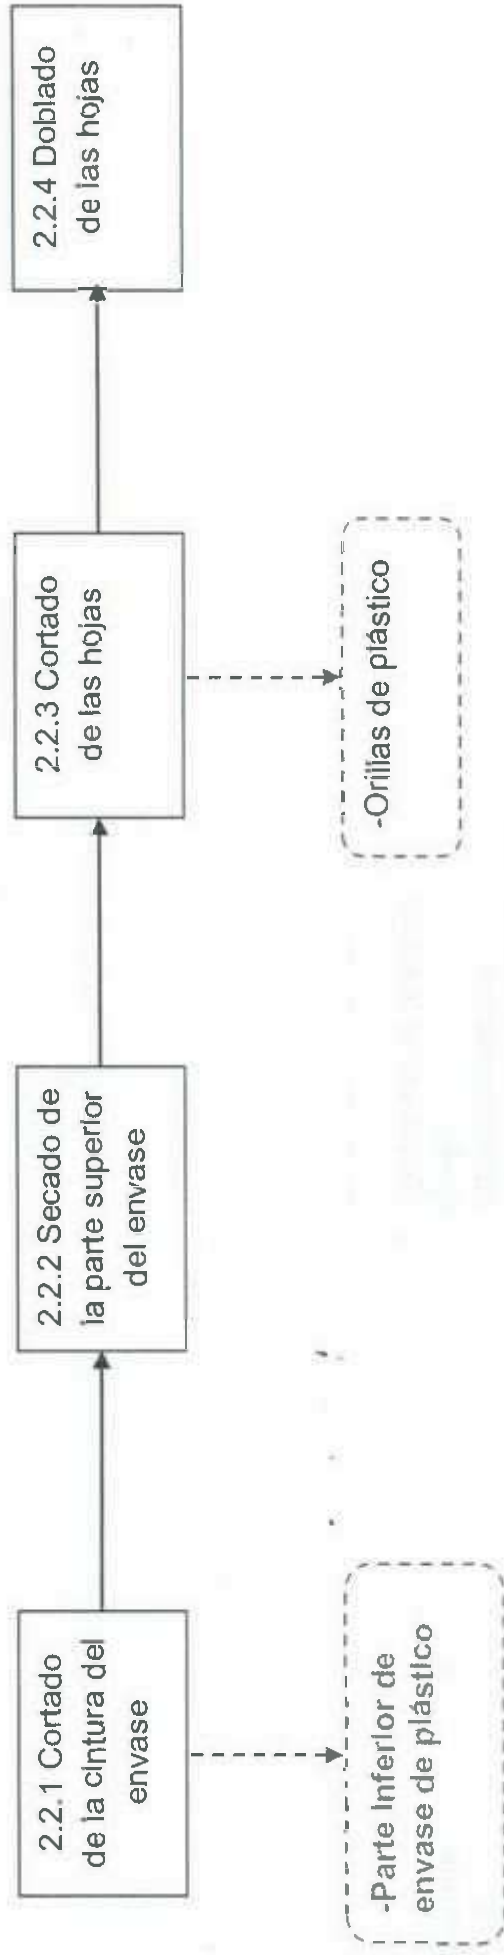 2.2.1 Cortado
de la cintura del
envase
2.2.2 Secado de
la parte superior
del envase
2.2.3 Cortado
de las hojas
2.2.4 Doblado
de las hojas
-Parte inferior de
envase de plástico
-Orillas de plástico